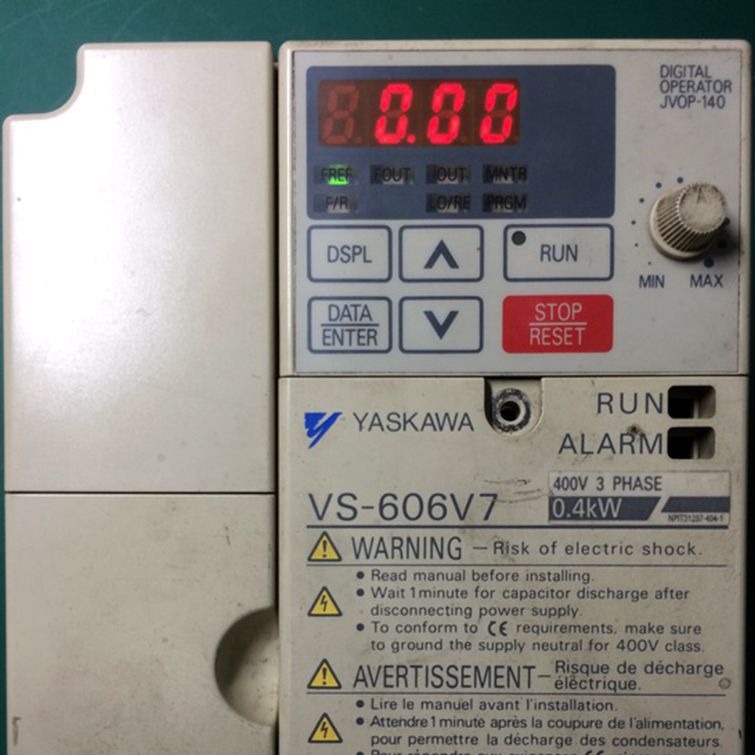 DIGITAL
OPERATOR
JVOP-140
0.00
FREF FOUT IOUT MNTR
F/R LO/RE PRGM
MIN MAX
DSPL RUN
DATA
ENTER
STOP
RESET
RUN
YASKAWA
ALARM
400V 3 PHASE
VS-606V7 0.4kW
WARNING – Risk of electric shock.
• Read manual before installing.
• Wait 1 minute for capacitor discharge after
disconnecting power supply.
• To conform to CE requirements, make sure
to ground the supply neutral for 400V class.
AVERTISSEMENT – Risque de décharge
électrique.
• Lire le manuel avant l'installation.
• Attendre 1 minute après la coupure de l'alimentation,
pour permettre la décharge des condensateurs.